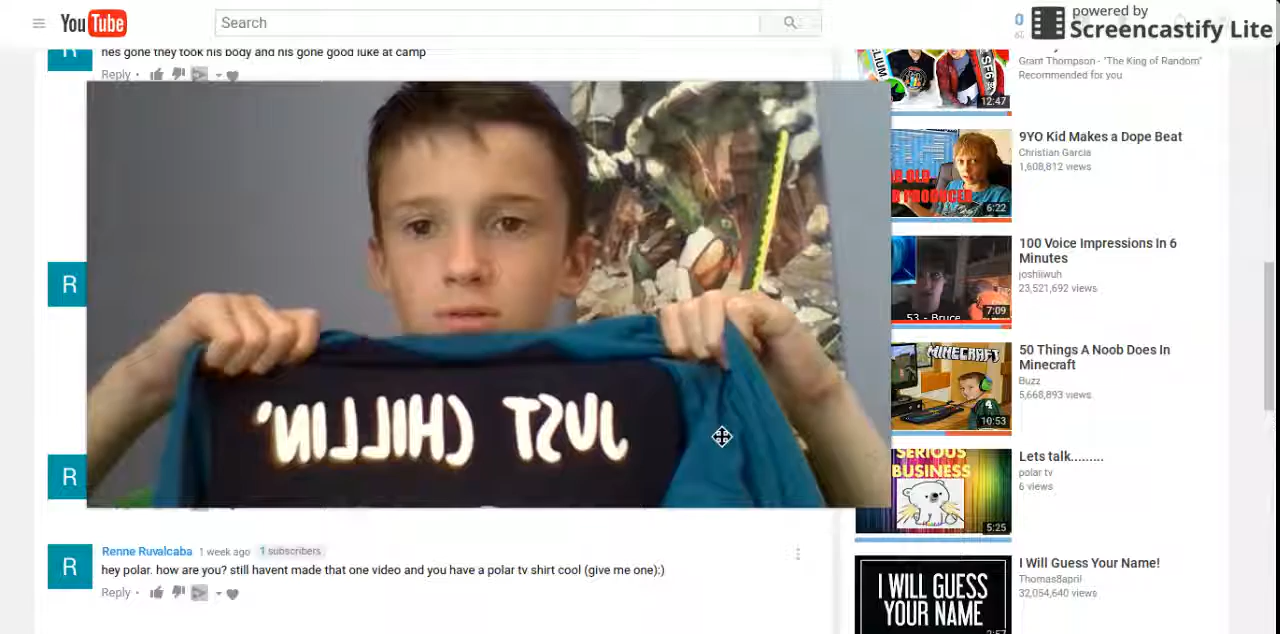 YouTube
Search
powered by
Screencastify Lite
hes gone they took his body and his gone good luke at camp
Reply
R
R
R
R
JUST CHILLIN'
Renne Ruvalcaba 1 week ago 1 subscribers
hey polar. how are you? still havent made that one video and you have a polar tv shirt cool (give me one):)
Reply
Grant Thompson - "The King of Random"
Recommended for you
SF6
12:47
9YO Kid Makes a Dope Beat
Christian Garcia
1,608,812 views
6:22
100 Voice Impressions In 6
Minutes
joshiiwuh
23,521,692 views
53 - Bruce
7:09
50 Things A Noob Does In
Minecraft
Buzz
5,668,893 views
MINECRAFT
10:53
Lets talk.........
polar tv
6 views
SERIOUS
BUSINESS
5:25
I Will Guess Your Name!
Thomas8april
32,054,640 views
I WILL GUESS
YOUR NAME